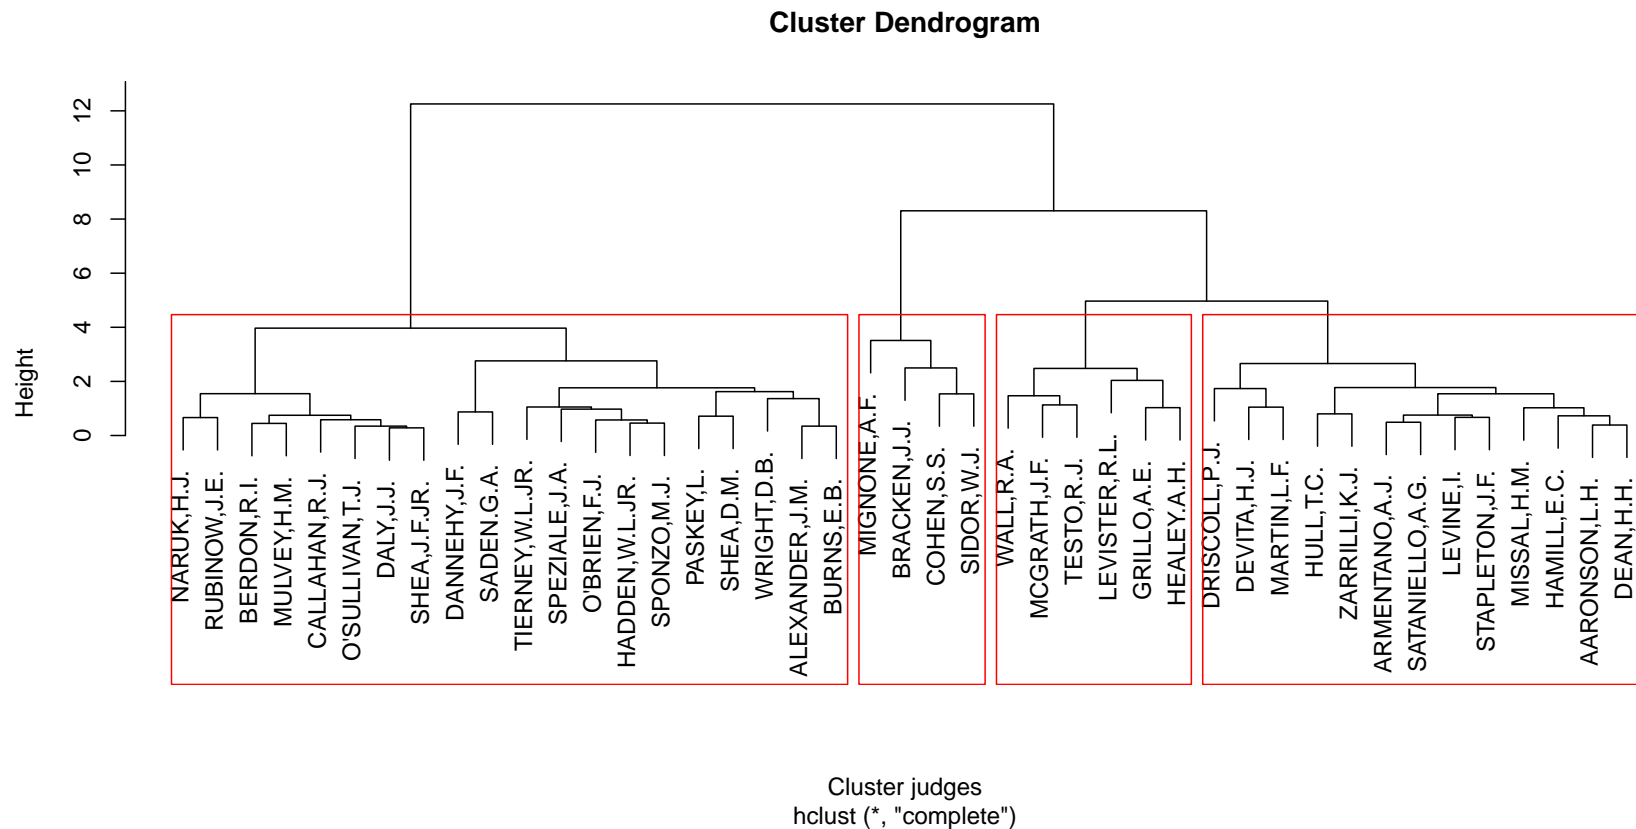 Cluster Dendrogram
Height
12
10
8
6
4
2
0
NARUK,H.J.
RUBINOW,J.E.
BERDON,R.I.
MULVEY,H.M.
CALLAHAN,R.J.
O'SULLIVAN,T.J.
DALY,J.J.
SHEA,J.F.JR.
DANNEHY,J.F.
SADEN.G.A.
TIERNEY,W.L.JR.
SPEZIALE,J.A.
O'BRIEN,F.J.
HADDEN,W.L.JR.
SPONZO,M.J.
PASKEY,L.
SHEA,D.M.
WRIGHT,D.B.
ALEXANDER,J.M.
BURNS,E.B.
MIGNONE,A.F.
BRACKEN,J.J.
COHEN,S.S.
SIDOR,W.J.
WALL,R.A.
MCGRATH,J.F.
TESTO,R.J.
LEVISTER,R.L.
GRILLO,A.E.
HEALEY.A.H.
DRISCOLL,P.J.
DEVITA,H.J.
MARTIN,L.F.
HULL,T.C.
ZARRILLI,K.J.
ARMENTANO,A.J.
SATANIELLO,A.G.
LEVINE,I.
STAPLETON,J.F.
MISSAL,H.M.
HAMILL,E.C.
AARONSON,L.H.
DEAN,H.H.
Cluster judges
hclust (*, "complete")